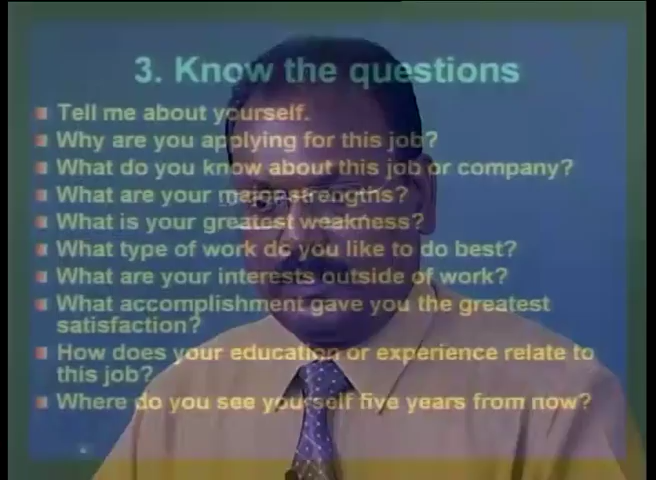 3. Know the questions
Tell me about yourself.
Why are you applying for this job?
What do you know about this job or company?
What are your major strengths?
What is your greatest weakness?
What type of work do you like to do best?
What are your interests outside of work?
What accomplishment gave you the greatest
satisfaction?
How does your education or experience relate to
this job?
Where do you see yourself five years from now?